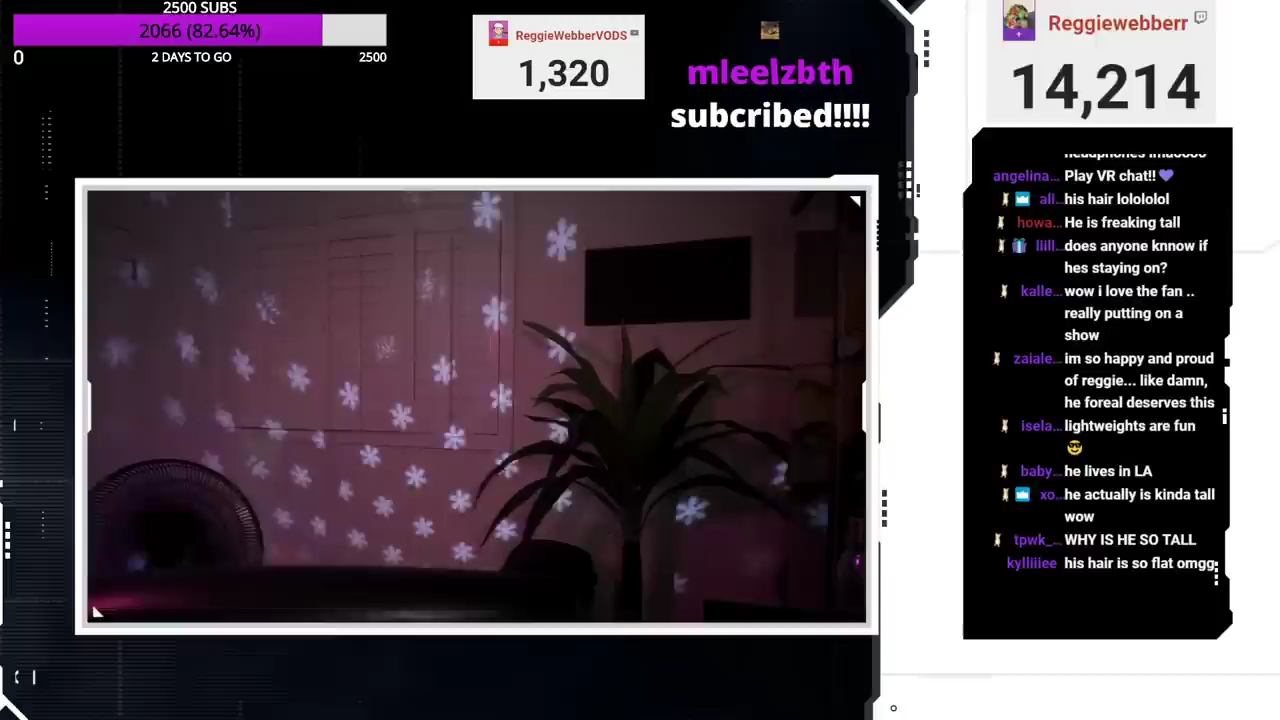 2500 SUBS
2066 (82.64%)
0
2 DAYS TO GO
2500
ReggieWebberVODS
1,320
mleelzbth
subcribed!!!!
Reggiewebberr
14,214
angelina... Play VR chat!!
all... his hair lolololol
howa... He is freaking tall
liill... does anyone knnow if
hes staying on?
kalle... wow i love the fan ..
really putting on a
show
zaiale... im so happy and proud
of reggie... like damn,
he foreal deserves this
isela... lightweights are fun
baby... he lives in LA
xo... he actually is kinda tall
wow
tpwk_... WHY IS HE SO TALL
kylliiiee his hair is so flat omgg